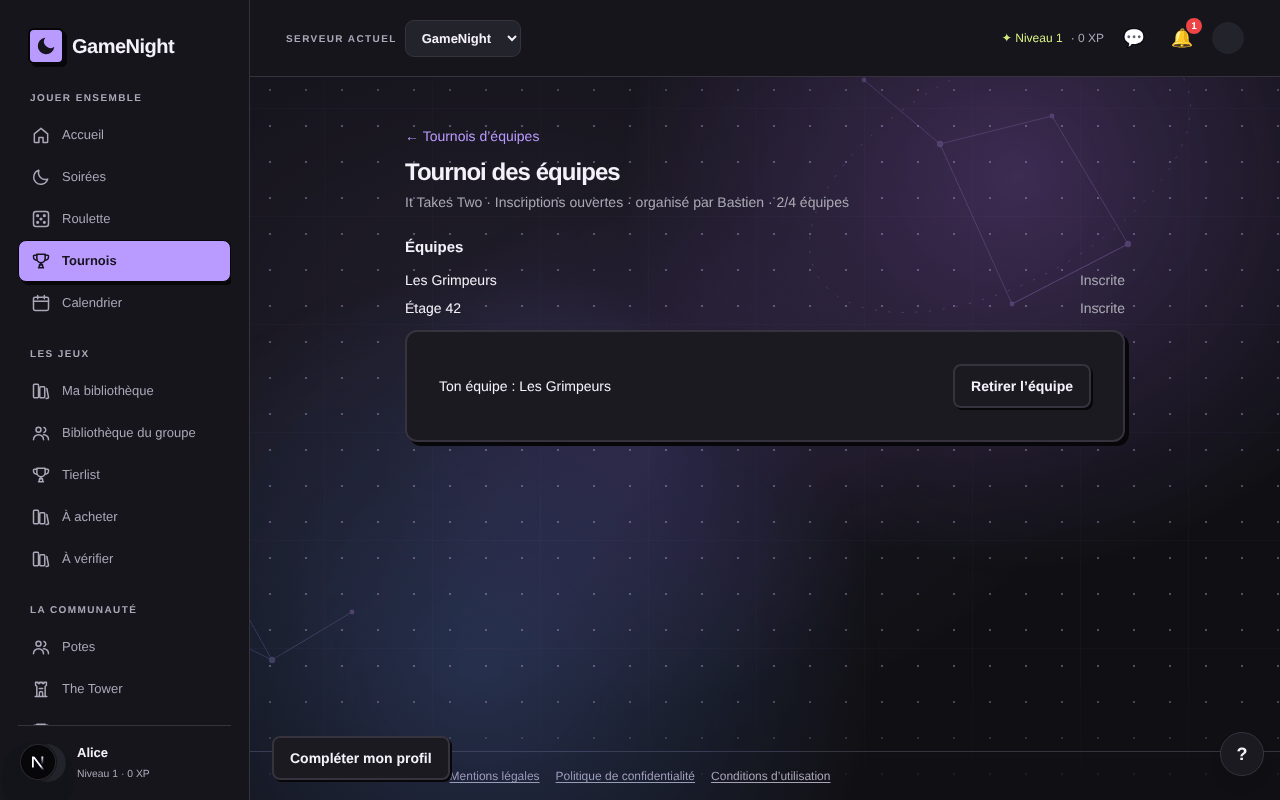 GameNight
JOUER ENSEMBLE
Accueil
Soirées
Roulette
Tournois
Calendrier
LES JEUX
Ma bibliothèque
Bibliothèque du groupe
Tierlist
À acheter
À vérifier
LA COMMUNAUTÉ
Potes
The Tower
N
Alice
Niveau 1 · 0 XP
SERVEUR ACTUEL
GameNight
✦ Niveau 1 · 0 XP
1
← Tournois d’équipes
Tournoi des équipes
It Takes Two · Inscriptions ouvertes · organisé par Bastien · 2/4 équipes
Équipes
Les Grimpeurs Inscrite
Étage 42 Inscrite
Ton équipe : Les Grimpeurs
Retirer l’équipe
Compléter mon profil
Mentions légales Politique de confidentialité Conditions d’utilisation
?